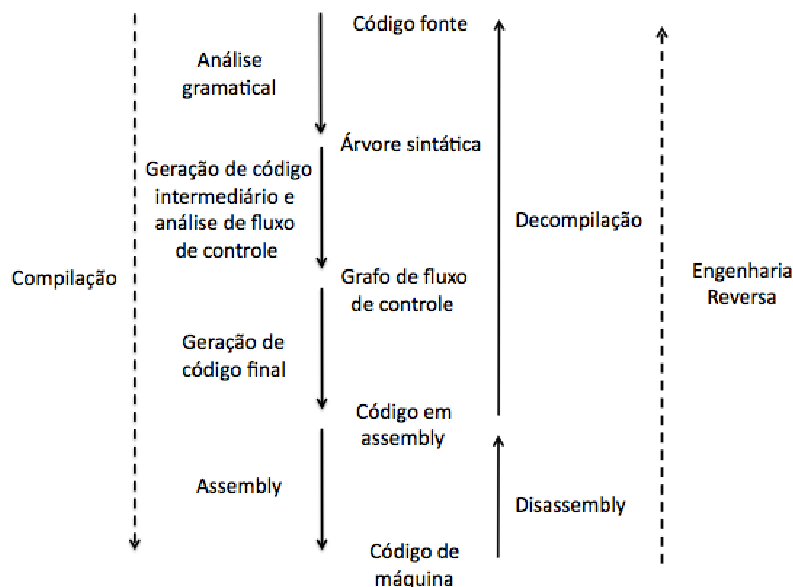 Código fonte
Análise
gramatical
Árvore sintática
Geração de código
intermediário e
análise de fluxo
de controle
Decompilação
Compilação
Grafo de fluxo
de controle
Engenharia
Reversa
Geração de
código final
Código em
assembly
Assembly
Disassembly
Código de
máquina